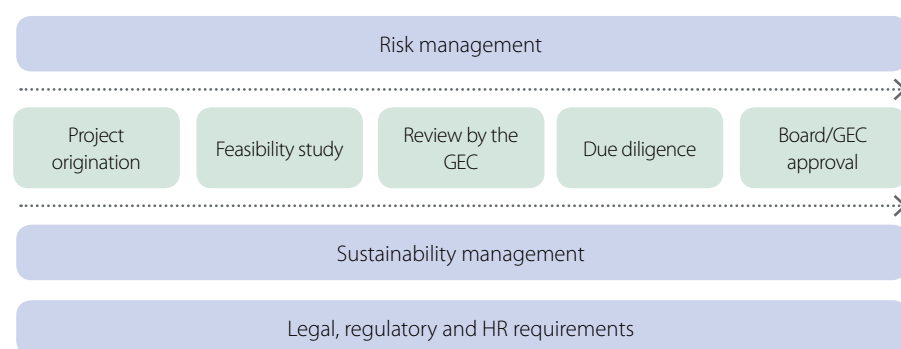 Risk management
Project
origination
Feasibility study
Review by the
GEC
Due diligence
Board/GEC
approval
Sustainability management
Legal, regulatory and HR requirements